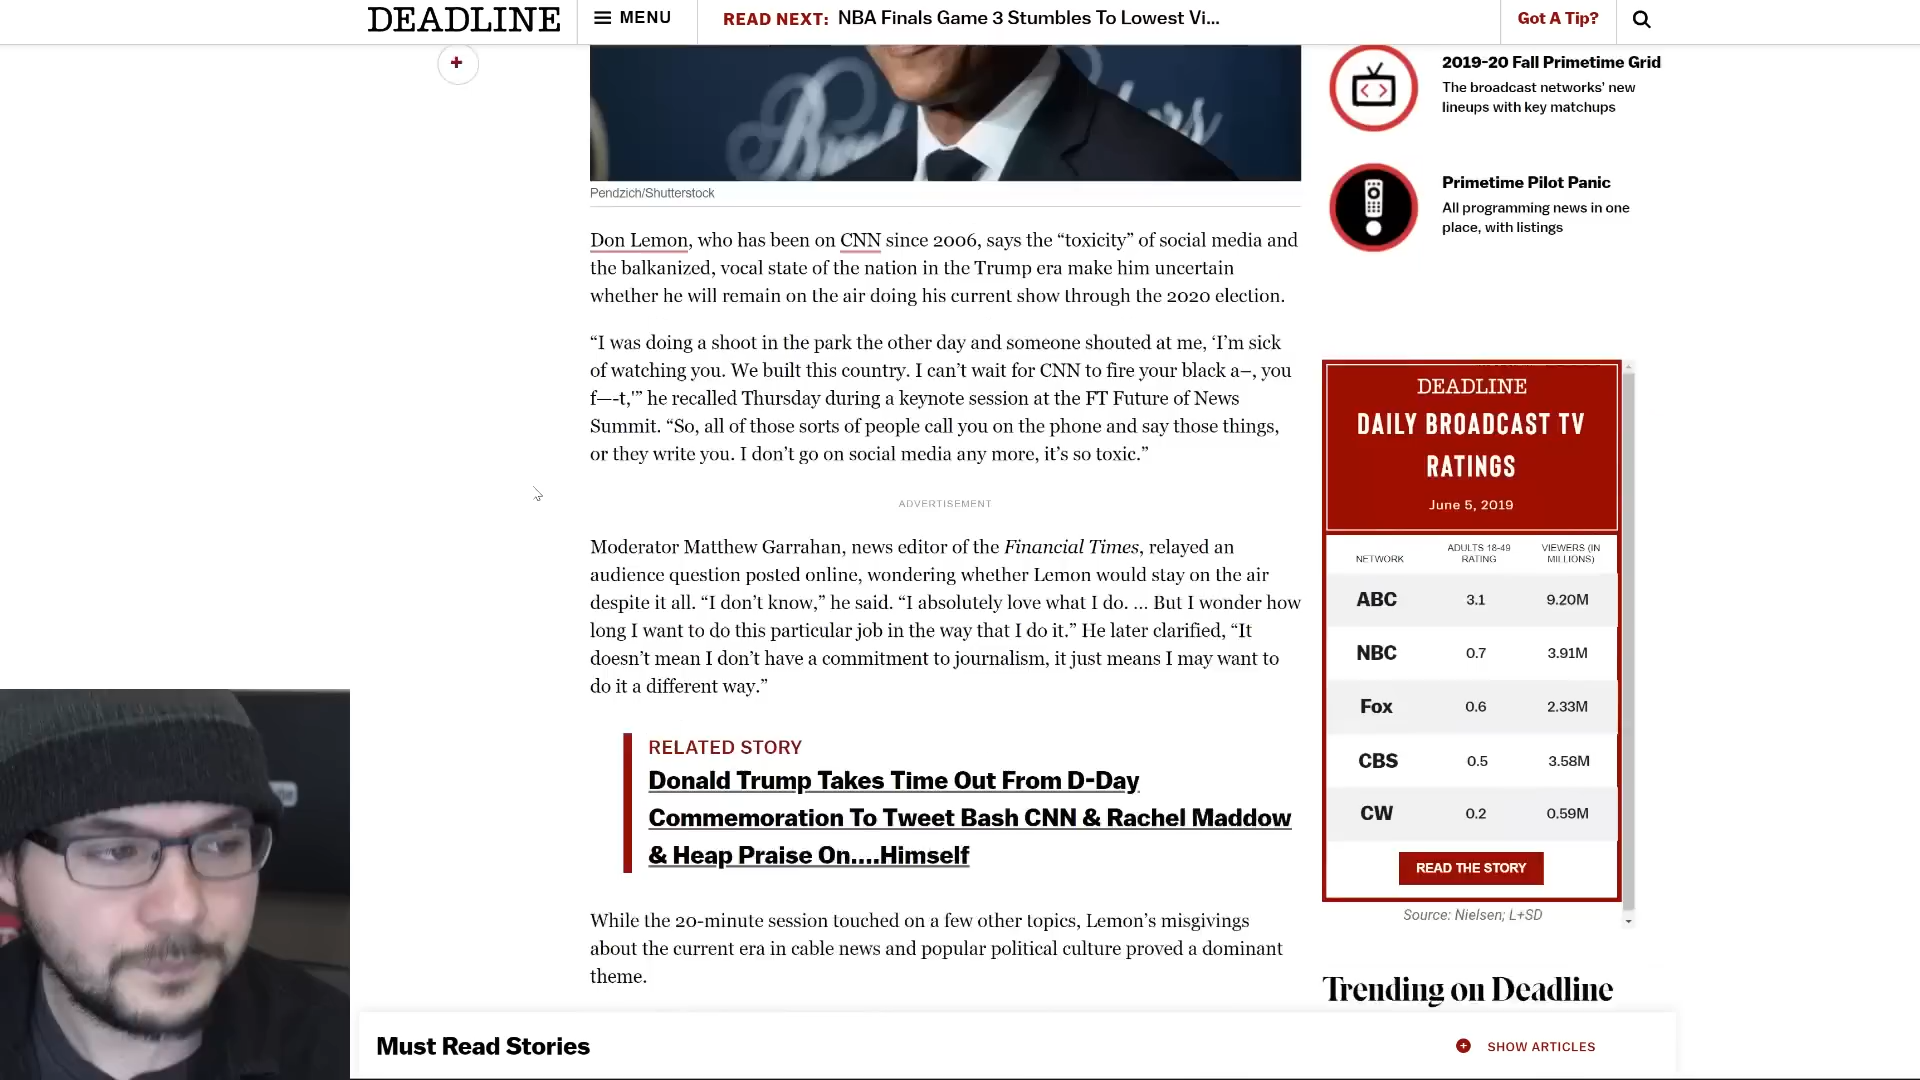 DEADLINE
MENU
READ NEXT: NBA Finals Game 3 Stumbles To Lowest Vi...
Got A Tip?
Pendzich/Shutterstock
Don Lemon, who has been on CNN since 2006, says the “toxicity” of social media and
the balkanized, vocal state of the nation in the Trump era make him uncertain
whether he will remain on the air doing his current show through the 2020 election.
“I was doing a shoot in the park the other day and someone shouted at me, ‘I’m sick
of watching you. We built this country. I can’t wait for CNN to fire your black a–, you
f—-t,'” he recalled Thursday during a keynote session at the FT Future of News
Summit. “So, all of those sorts of people call you on the phone and say those things,
or they write you. I don’t go on social media any more, it’s so toxic.”
ADVERTISEMENT
Moderator Matthew Garrahan, news editor of the Financial Times, relayed an
audience question posted online, wondering whether Lemon would stay on the air
despite it all. “I don’t know,” he said. “I absolutely love what I do. … But I wonder how
long I want to do this particular job in the way that I do it.” He later clarified, “It
doesn’t mean I don’t have a commitment to journalism, it just means I may want to
do it a different way.”
RELATED STORY
Donald Trump Takes Time Out From D-Day
Commemoration To Tweet Bash CNN & Rachel Maddow
& Heap Praise On....Himself
While the 20-minute session touched on a few other topics, Lemon’s misgivings
about the current era in cable news and popular political culture proved a dominant
theme.
2019-20 Fall Primetime Grid
The broadcast networks’ new
lineups with key matchups
Primetime Pilot Panic
All programming news in one
place, with listings
DEADLINE
DAILY BROADCAST TV
RATINGS
June 5, 2019
NETWORK ADULTS 18-49 RATING VIEWERS (IN MILLIONS)
ABC 3.1 9.20M
NBC 0.7 3.91M
Fox 0.6 2.33M
CBS 0.5 3.58M
CW 0.2 0.59M
READ THE STORY
Source: Nielsen; L+SD
Trending on Deadline
Must Read Stories
SHOW ARTICLES